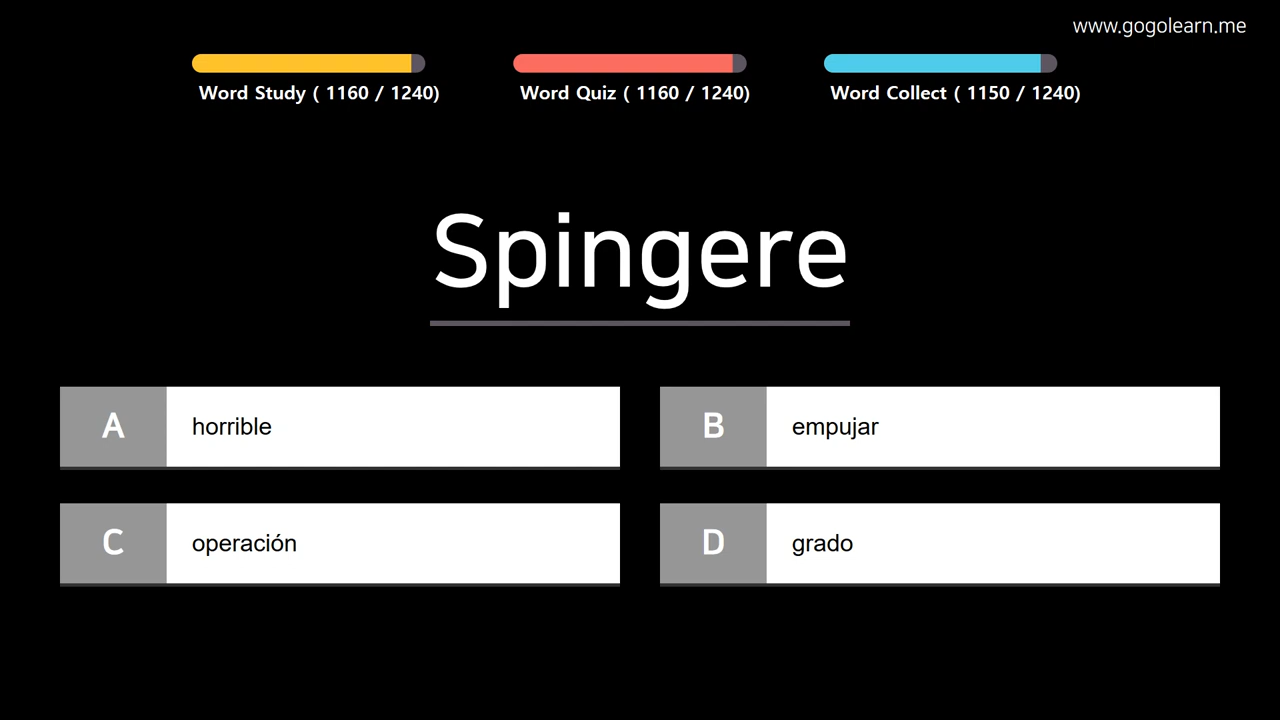 www.gogolearn.me
Word Study ( 1160 / 1240)
Word Quiz ( 1160 / 1240)
Word Collect ( 1150 / 1240)
Spingere
A horrible
B empujar
C operación
D grado